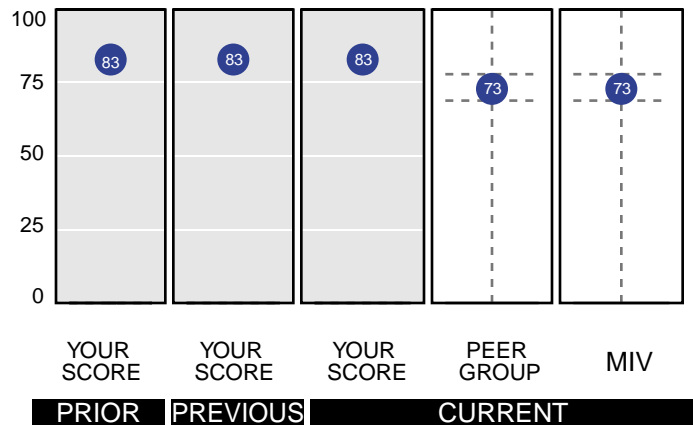 100
75
50
25
0
83
83
83
73
73
YOUR
SCORE
YOUR
SCORE
YOUR
SCORE
PEER
GROUP
MIV
PRIOR
PREVIOUS
CURRENT